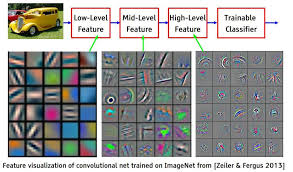 Low-Level
Feature
Mid-Level
Feature
High-Level
Feature
Trainable
Classifier
Feature visualization of convolutional net trained on ImageNet from [Zeiler & Fergus 2013]